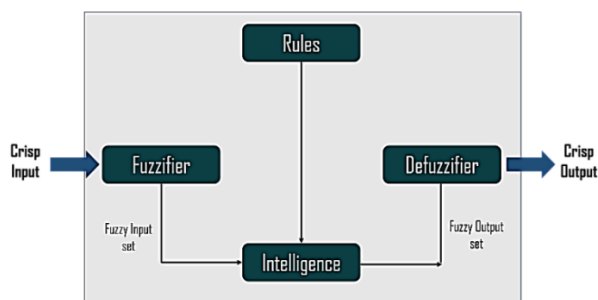 Rules
Crisp
Input
Fuzzifier
Defuzzifier
Crisp
Output
Fuzzy Input
set
Fuzzy Output
set
Intelligence